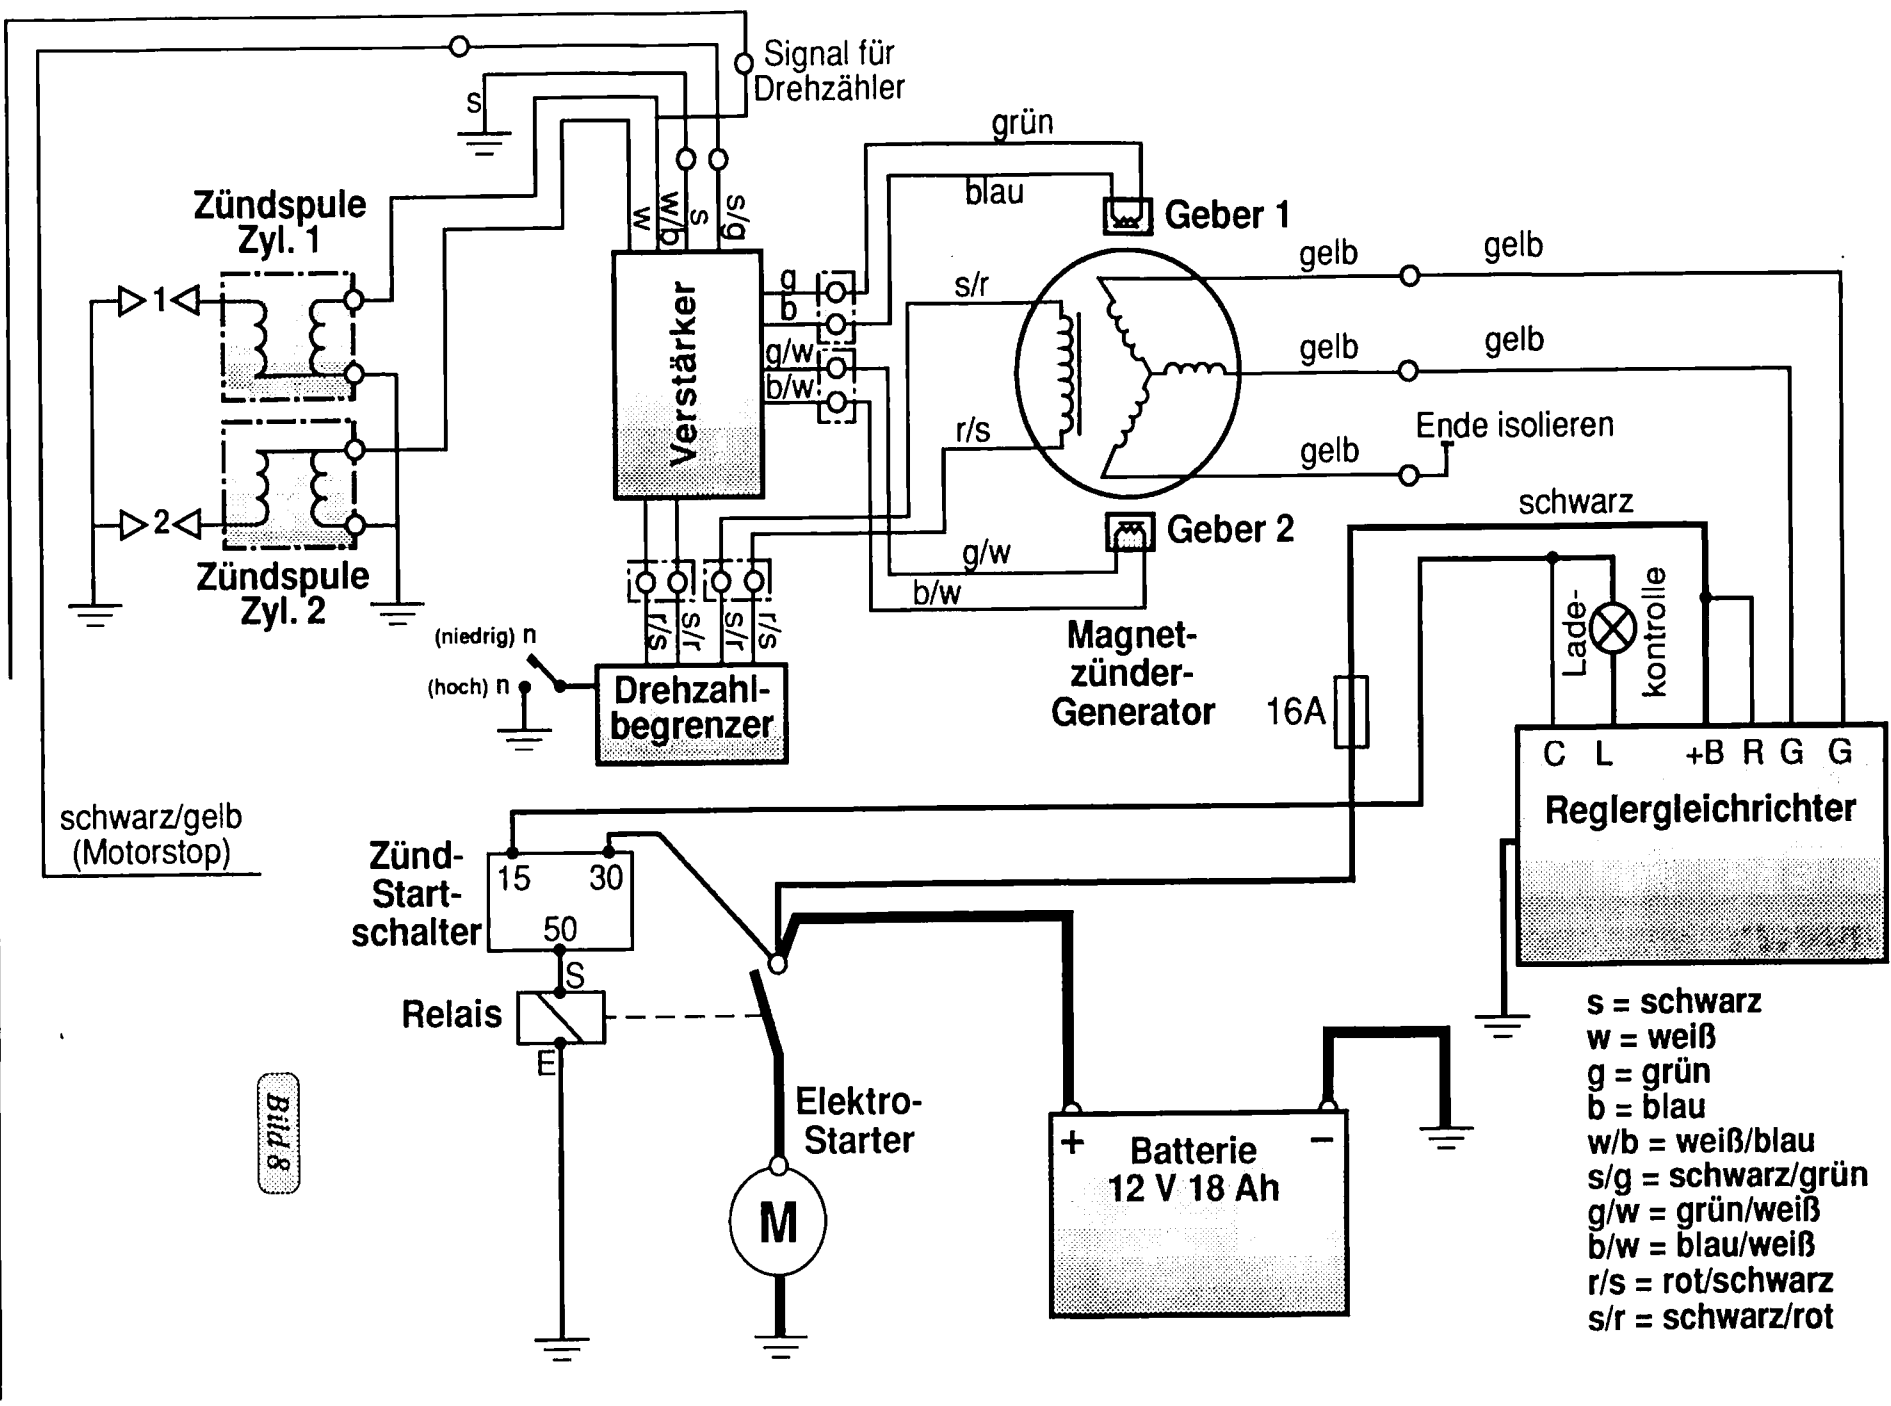 Signal für
Drehzähler
s
grün
blau
Zündspule
Zyl. 1
w
w/b
s
s/g
Geber 1
gelb
gelb
1
g
b
g/w
b/w
s/r
Verstärker
gelb
gelb
r/s
Ende isolieren
gelb
schwarz
2
Zündspule
Zyl. 2
Geber 2
g/w
b/w
r/s
s/r
s/r
r/s
(niedrig) n
(hoch) n
Drehzahl-
begrenzer
Magnet-
zünder-
Generator
16A
Lade-
kontrolle
C L +B R G G
Reglergleichrichter
schwarz/gelb
(Motorstop)
Zünd-
Start-
schalter
15 30
50
S
Relais
E
Elektro-
Starter
M
+ −
Batterie
12 V 18 Ah
Bild 8
s = schwarz
w = weiß
g = grün
b = blau
w/b = weiß/blau
s/g = schwarz/grün
g/w = grün/weiß
b/w = blau/weiß
r/s = rot/schwarz
s/r = schwarz/rot